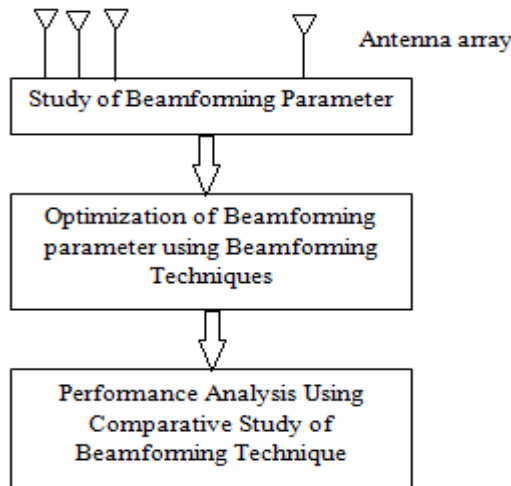 Antenna array
Study of Beamforming Parameter
Optimization of Beamforming
parameter using Beamforming
Techniques
Performance Analysis Using
Comparative Study of
Beamforming Technique